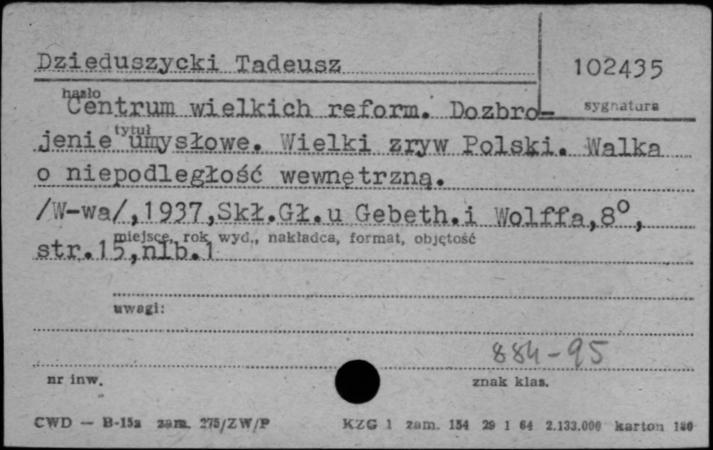 Dzieduszycki Tadeusz
102435
hasło
sygnatura
Centrum wielkich reform. Dozbro-
tytuł
jenie umysłowe. Wielki zryw Polski. Walka
o niepodległość wewnętrzną.
/W-wa/,1937,Skł.Gł.u Gebeth.i Wolffa,8°,
miejsce, rok wyd., nakładca, format, objętość
str.15,nlb.1
uwagi:
884-95
nr inw.
znak klas.
CWD — B-15a zam. 275/ZW/P
KZG 1 zam. 154 29 1 64 2.133.000 karton